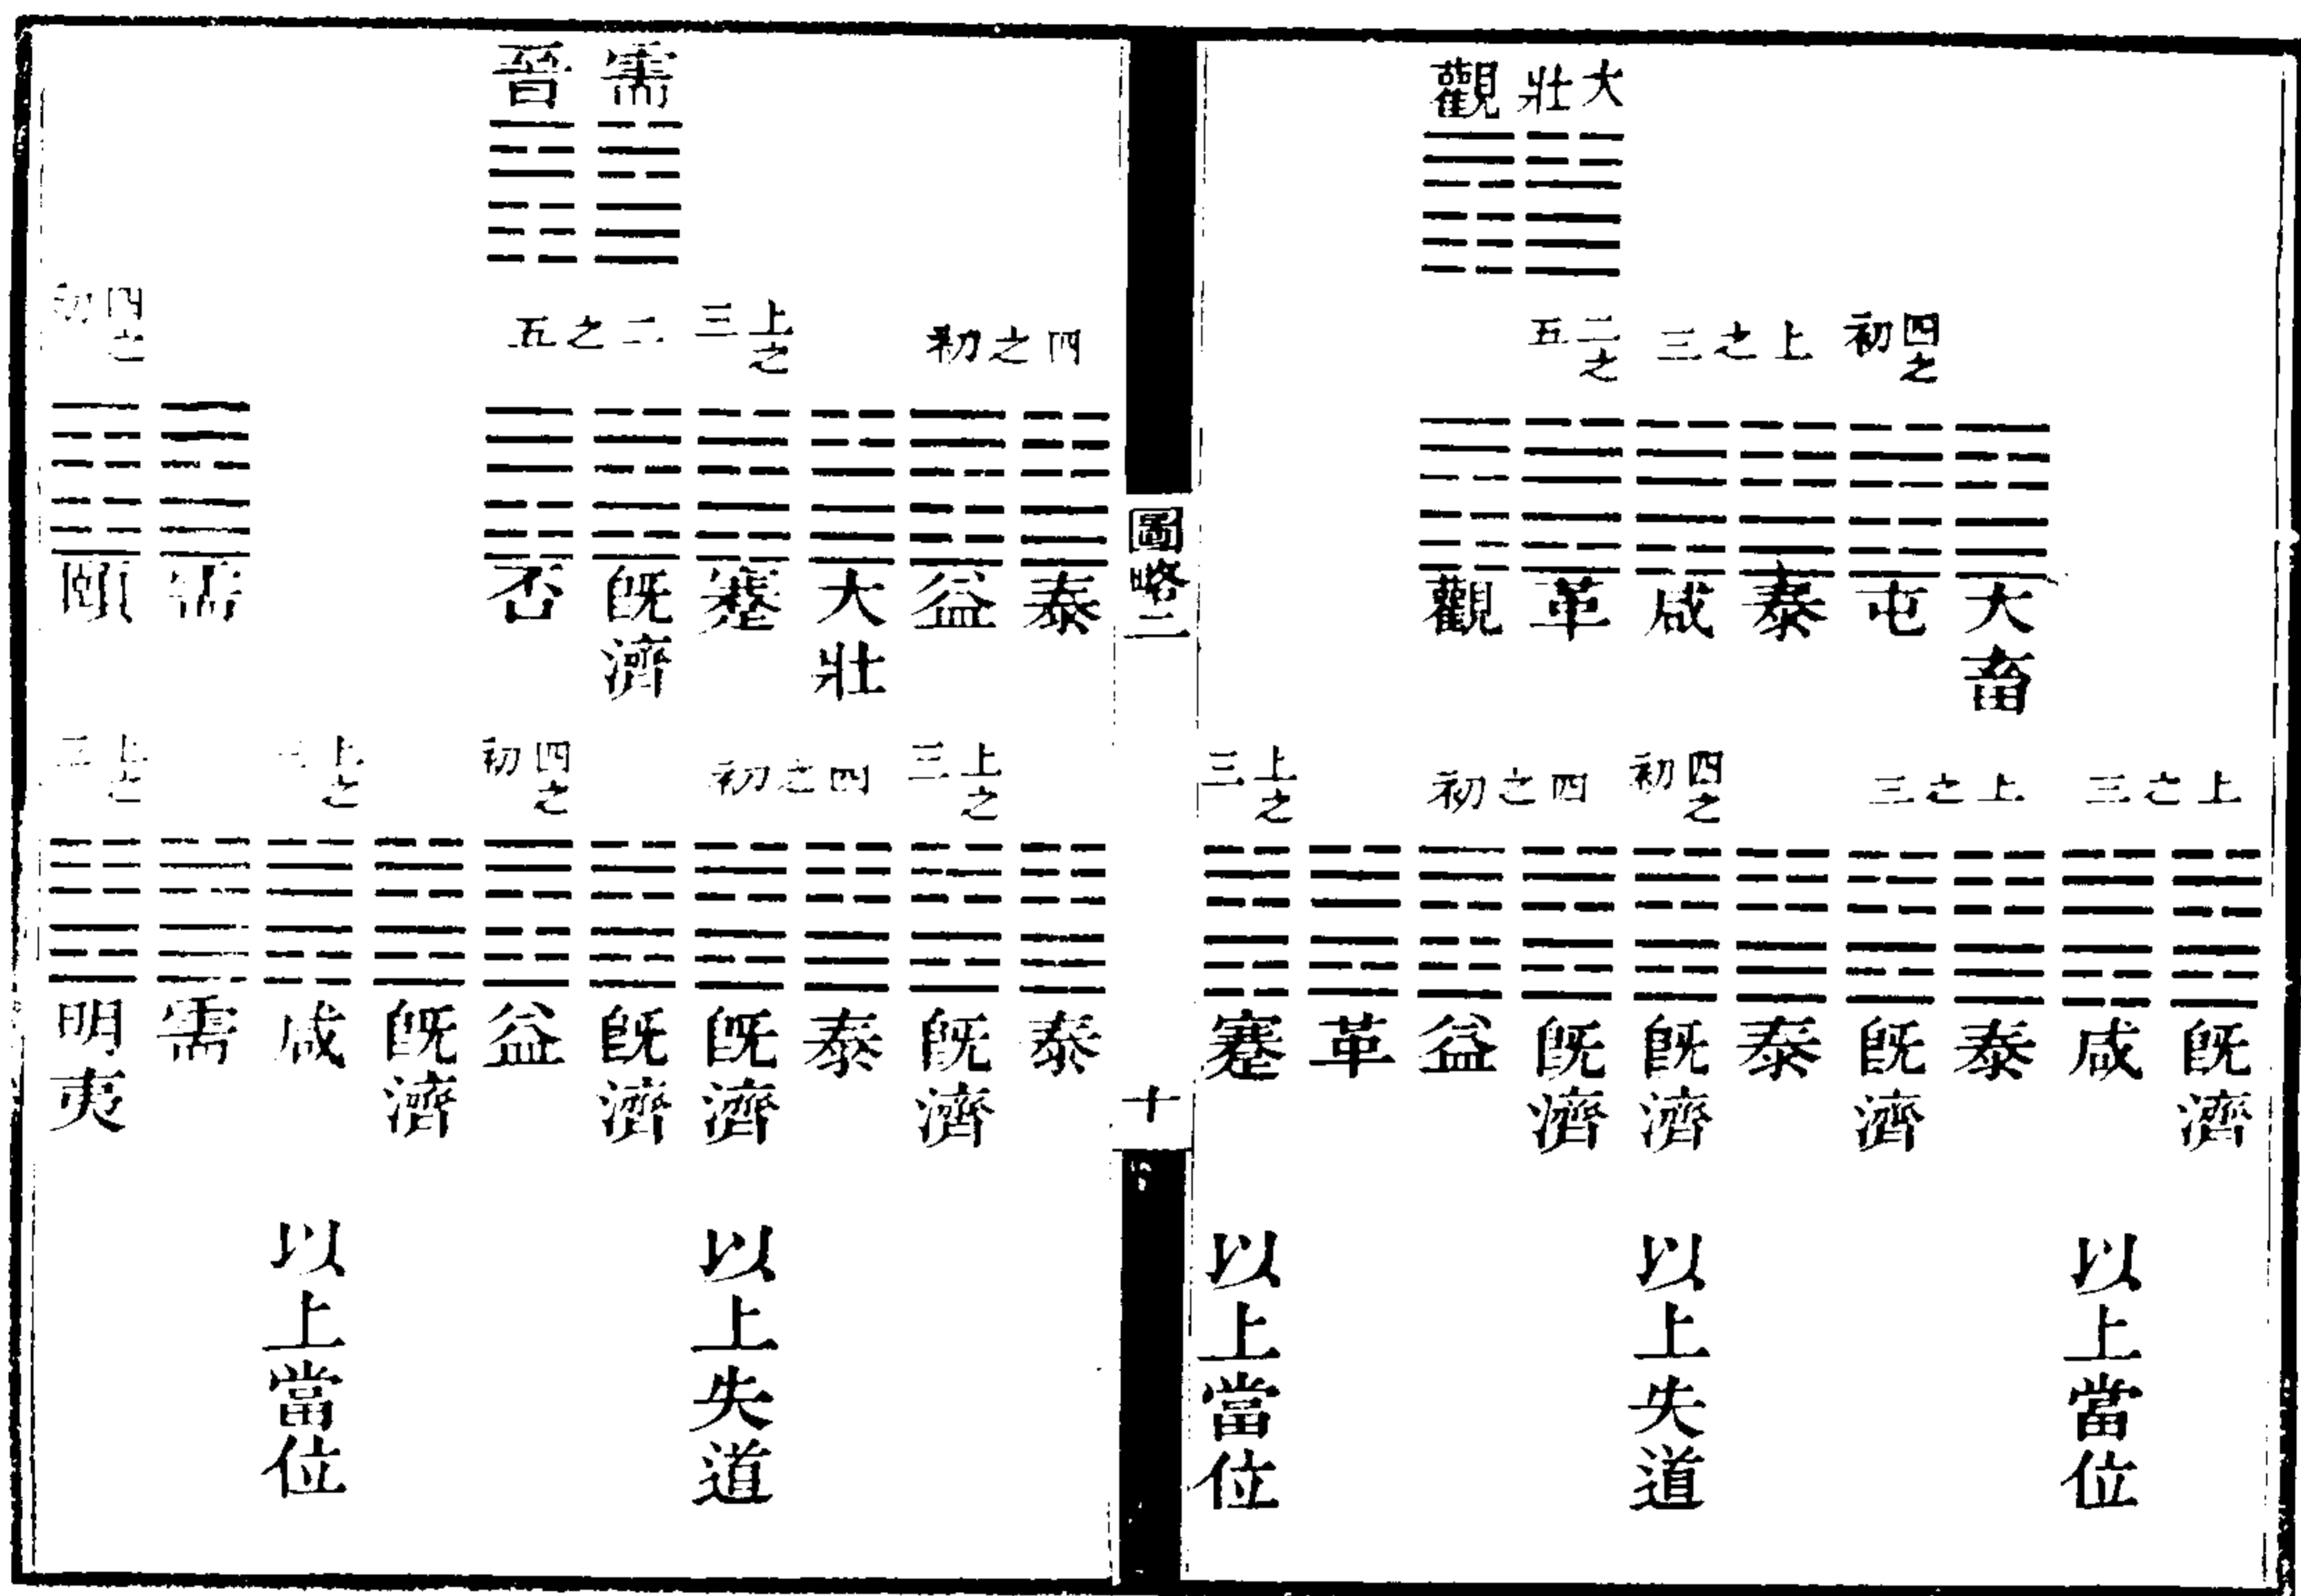 大壯
觀
四之初
上之三
二之五
大畜
屯
泰
咸
革
觀
上之三
上之三
四之初
四之初
上之三
既濟
咸
泰
既濟
泰
既濟
既濟
益
革
蹇
以上當位
以上失道
以上當位
圖略二
十
需
晉
四之初
上之三
二之五
四之初
泰
益
大壯
蹇
既濟
否
需
頤
上之三
四之初
四之初
上之三
上之三
泰
既濟
泰
既濟
既濟
益
既濟
咸
需
明夷
以上失道
以上當位